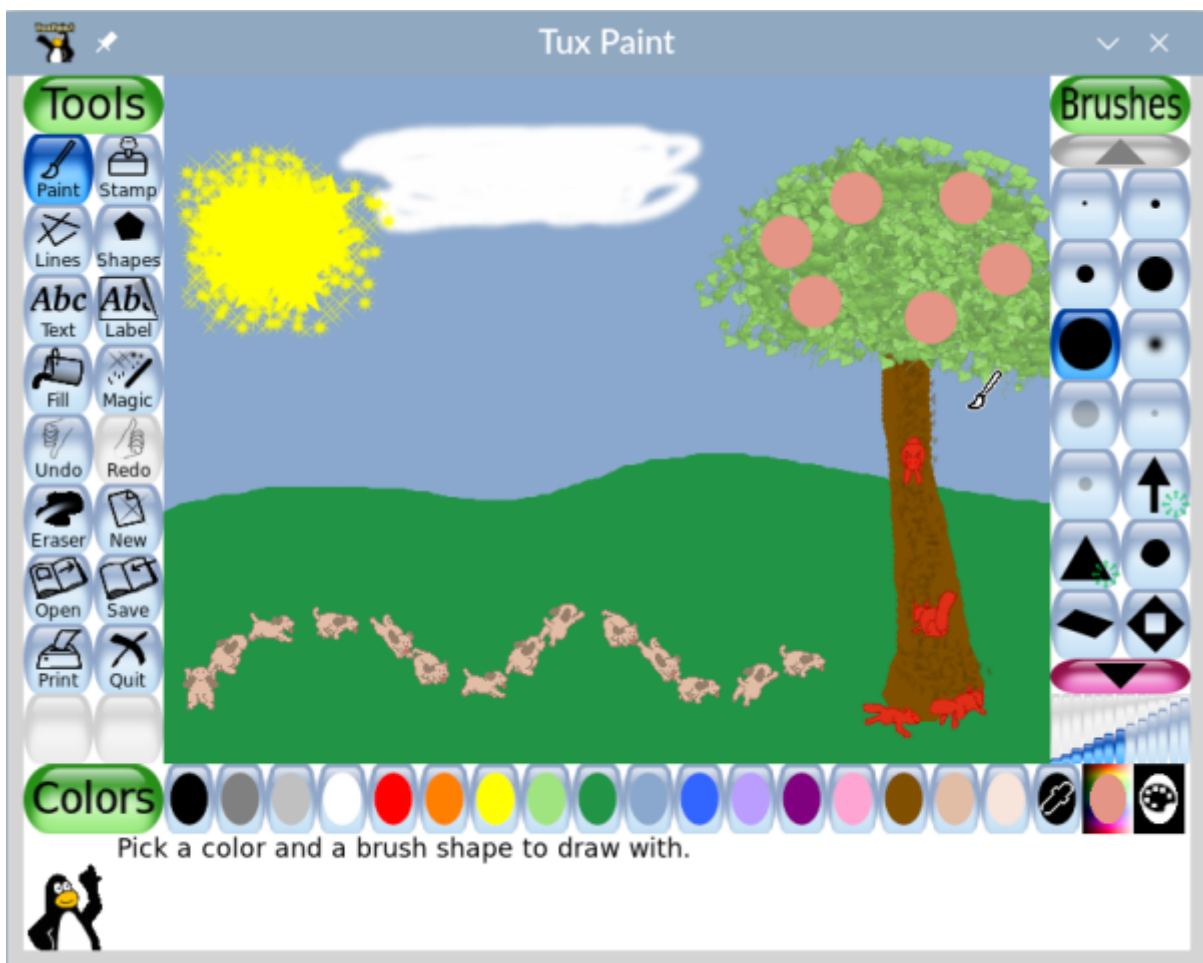 Tux Paint
Tools
Brushes
Paint
Stamp
Lines
Shapes
Abc
Text
Abc
Label
Fill
Magic
Undo
Redo
Eraser
New
Open
Save
Print
Quit
Colors
Pick a color and a brush shape to draw with.